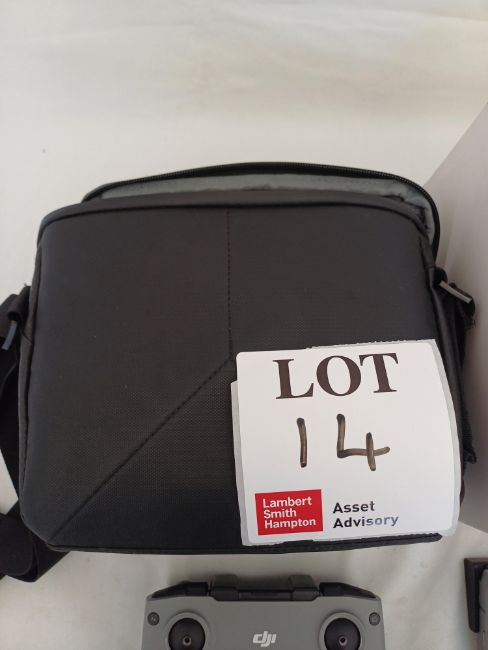 LOT
14
Lambert
Smith
Hampton
Asset
Advisory
dji